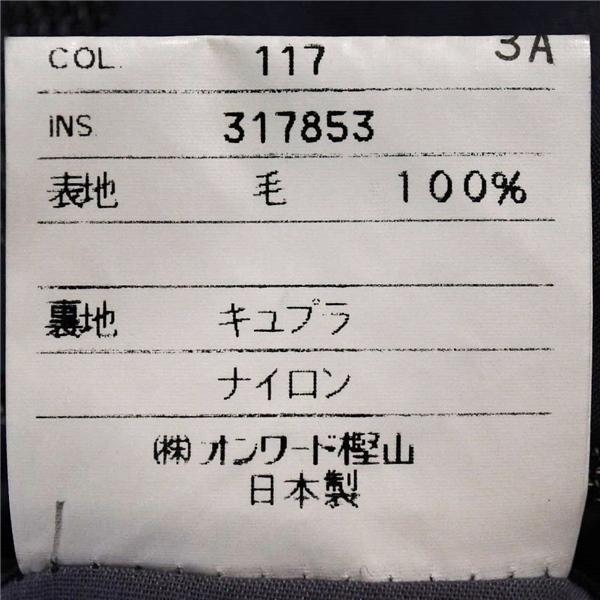 3A
COL. 117
iNS 317853
表地 毛 100%
裏地 キュプラ
ナイロン
㈱オンワード樫山
日本製